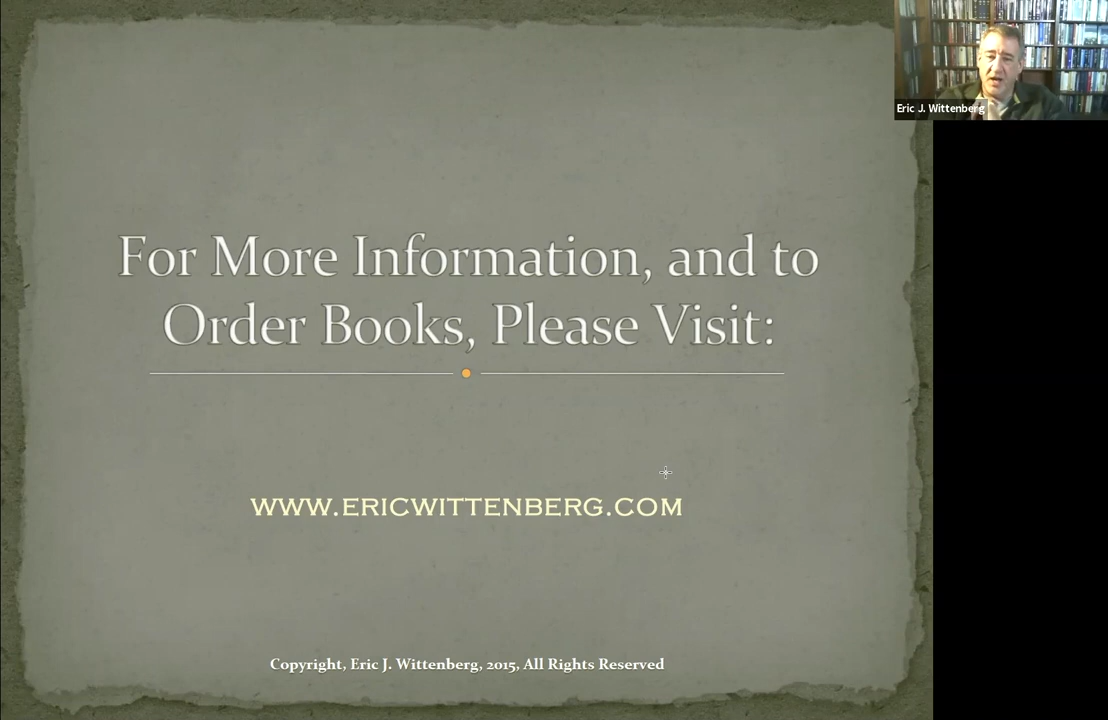 For More Information, and to
Order Books, Please Visit:
WWW.ERICWITTENBERG.COM
Copyright, Eric J. Wittenberg, 2015, All Rights Reserved
Eric J. Wittenberg